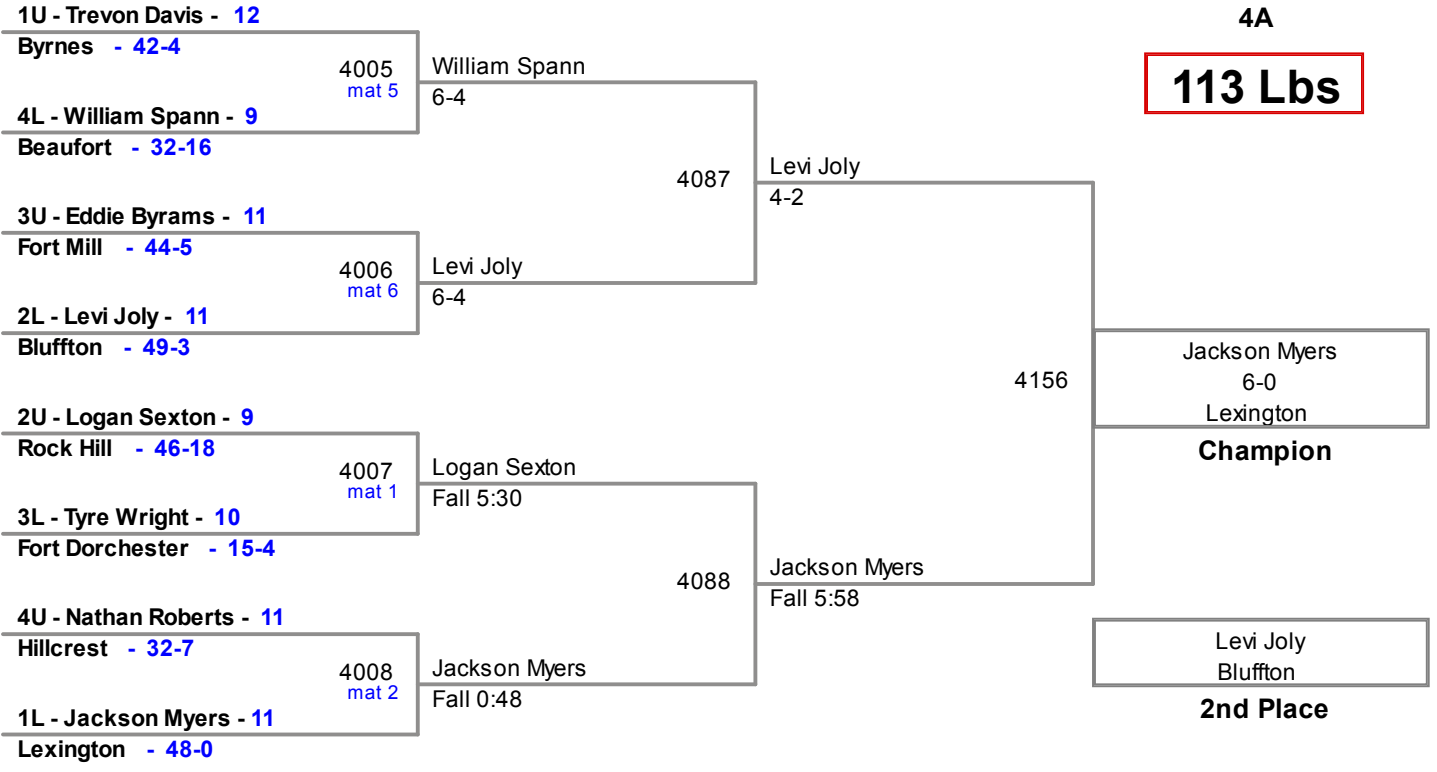 1U - Trevon Davis - 12
Byrnes - 42-4
4005
mat 5
William Spann
6-4
4L - William Spann - 9
Beaufort - 32-16
4087
Levi Joly
4-2
3U - Eddie Byrams - 11
Fort Mill - 44-5
4006
mat 6
Levi Joly
6-4
2L - Levi Joly - 11
Bluffton - 49-3
4156
2U - Logan Sexton - 9
Rock Hill - 46-18
4007
mat 1
Logan Sexton
Fall 5:30
3L - Tyre Wright - 10
Fort Dorchester - 15-4
4088
Jackson Myers
Fall 5:58
4U - Nathan Roberts - 11
Hillcrest - 32-7
4008
mat 2
Jackson Myers
Fall 0:48
1L - Jackson Myers - 11
Lexington - 48-0
4A
113 Lbs
Jackson Myers
6-0
Lexington
Champion
Levi Joly
Bluffton
2nd Place